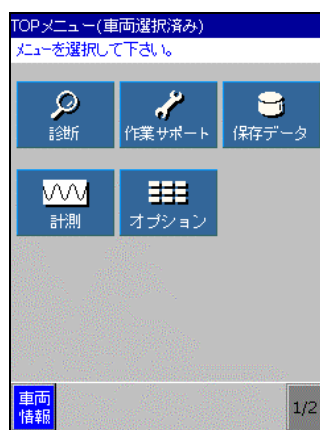 TOPメニュー(車両選択済み)
メニューを選択して下さい。
診断
作業サポート
保存データ
計測
オプション
車両
情報
1/2